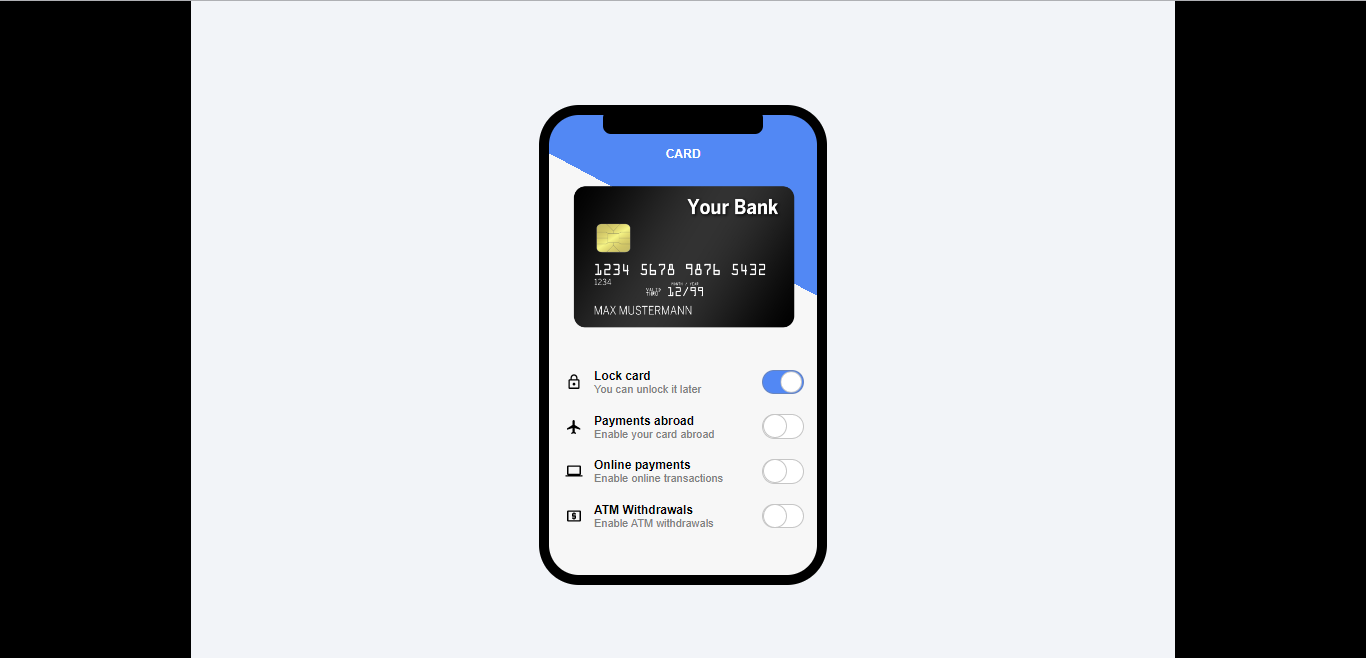 CARD
Your Bank
1234 5678 9876 5432
1234
MONTH / YEAR
VALID
THRU
12/99
MAX MUSTERMANN
Lock card
You can unlock it later
Payments abroad
Enable your card abroad
Online payments
Enable online transactions
ATM Withdrawals
Enable ATM withdrawals